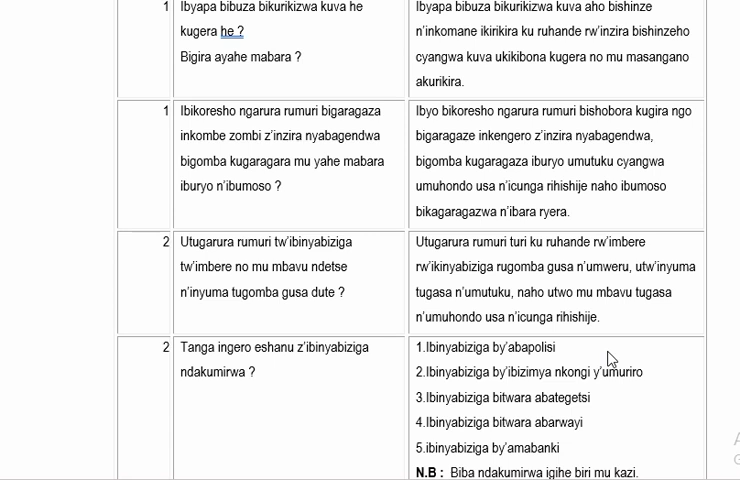 1
Ibyapa bibuza bikurikizwa kuva he
kugera he ?
Bigira ayahe mabara ?
Ibyapa bibuza bikurikizwa kuva aho bishinze
n'inkomane ikirikira ku ruhande rw'inzira bishinzeho
cyangwa kuva ukikibona kugera no mu masangano
akurikira.
1
Ibikoresho ngarura rumuri bigaragaza
inkombe zombi z'inzira nyabagendwa
bigomba kugaragara mu yahe mabara
iburyo n'ibumoso ?
Ibyo bikoresho ngarura rumuri bishobora kugira ngo
bigaragaze inkengero z'inzira nyabagendwa,
bigomba kugaragaza iburyo umutuku cyangwa
umuhondo usa n'icunga rihishije naho ibumoso
bikagaragazwa n'ibara ryera.
2
Utugarura rumuri tw'ibinyabiziga
tw'imbere no mu mbavu ndetse
n'inyuma tugomba gusa dute ?
Utugarura rumuri turi ku ruhande rw'imbere
rw'ikinyabiziga rugomba gusa n'umweru, utw'inyuma
tugasa n'umutuku, naho utwo mu mbavu tugasa
n'umuhondo usa n'icunga rihishije.
2
Tanga ingero eshanu z'ibinyabiziga
ndakumirwa ?
1.Ibinyabiziga by'abapolisi
2.Ibinyabiziga by'ibizimya nkongi y'umuriro
3.Ibinyabiziga bitwara abategetsi
4.Ibinyabiziga bitwara abarwayi
5.ibinyabiziga by'amabanki
N.B : Biba ndakumirwa igihe biri mu kazi.